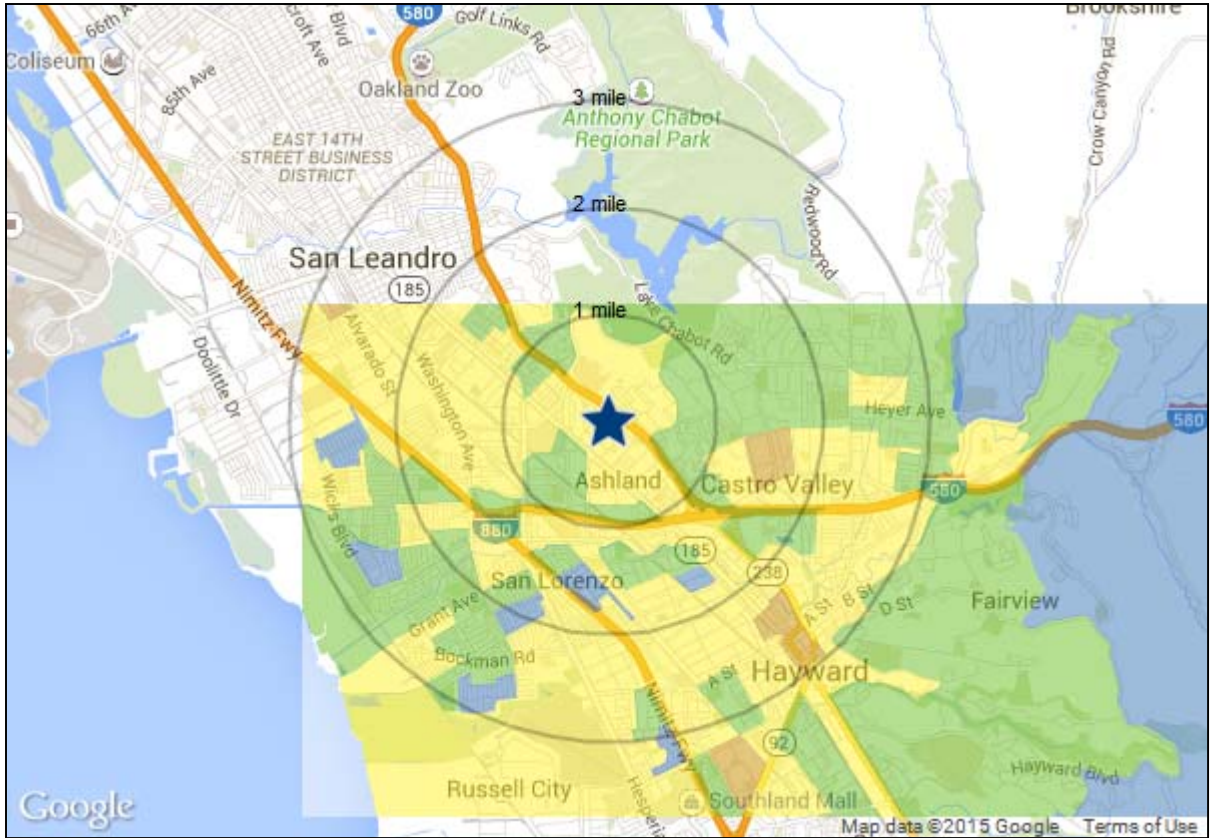 580
Golf Links Rd
Brookshire
66th Ave
Blvd
Coliseum
85th Ave
Oakland Zoo
Crow Canyon Rd
3 mile
Anthony Chabot
Regional Park
EAST 14TH
STREET BUSINESS
DISTRICT
2 mile
Redwood Rd
San Leandro
185
Nimitz Fwy
1 mile
Lake Chabot Rd
Alvarado St
Washington Ave
Doolittle Dr
Heyer Ave
580
Ashland
Castro Valley
580
Wicks Blvd
880
185
San Lorenzo
238
A St
B St
D St
Fairview
Grant Ave
Bockman Rd
A St
Hayward
Nimitz Fwy
92
Hayward Blvd
Russell City
Southland Mall
Google
Map data ©2015 Google
Terms of Use